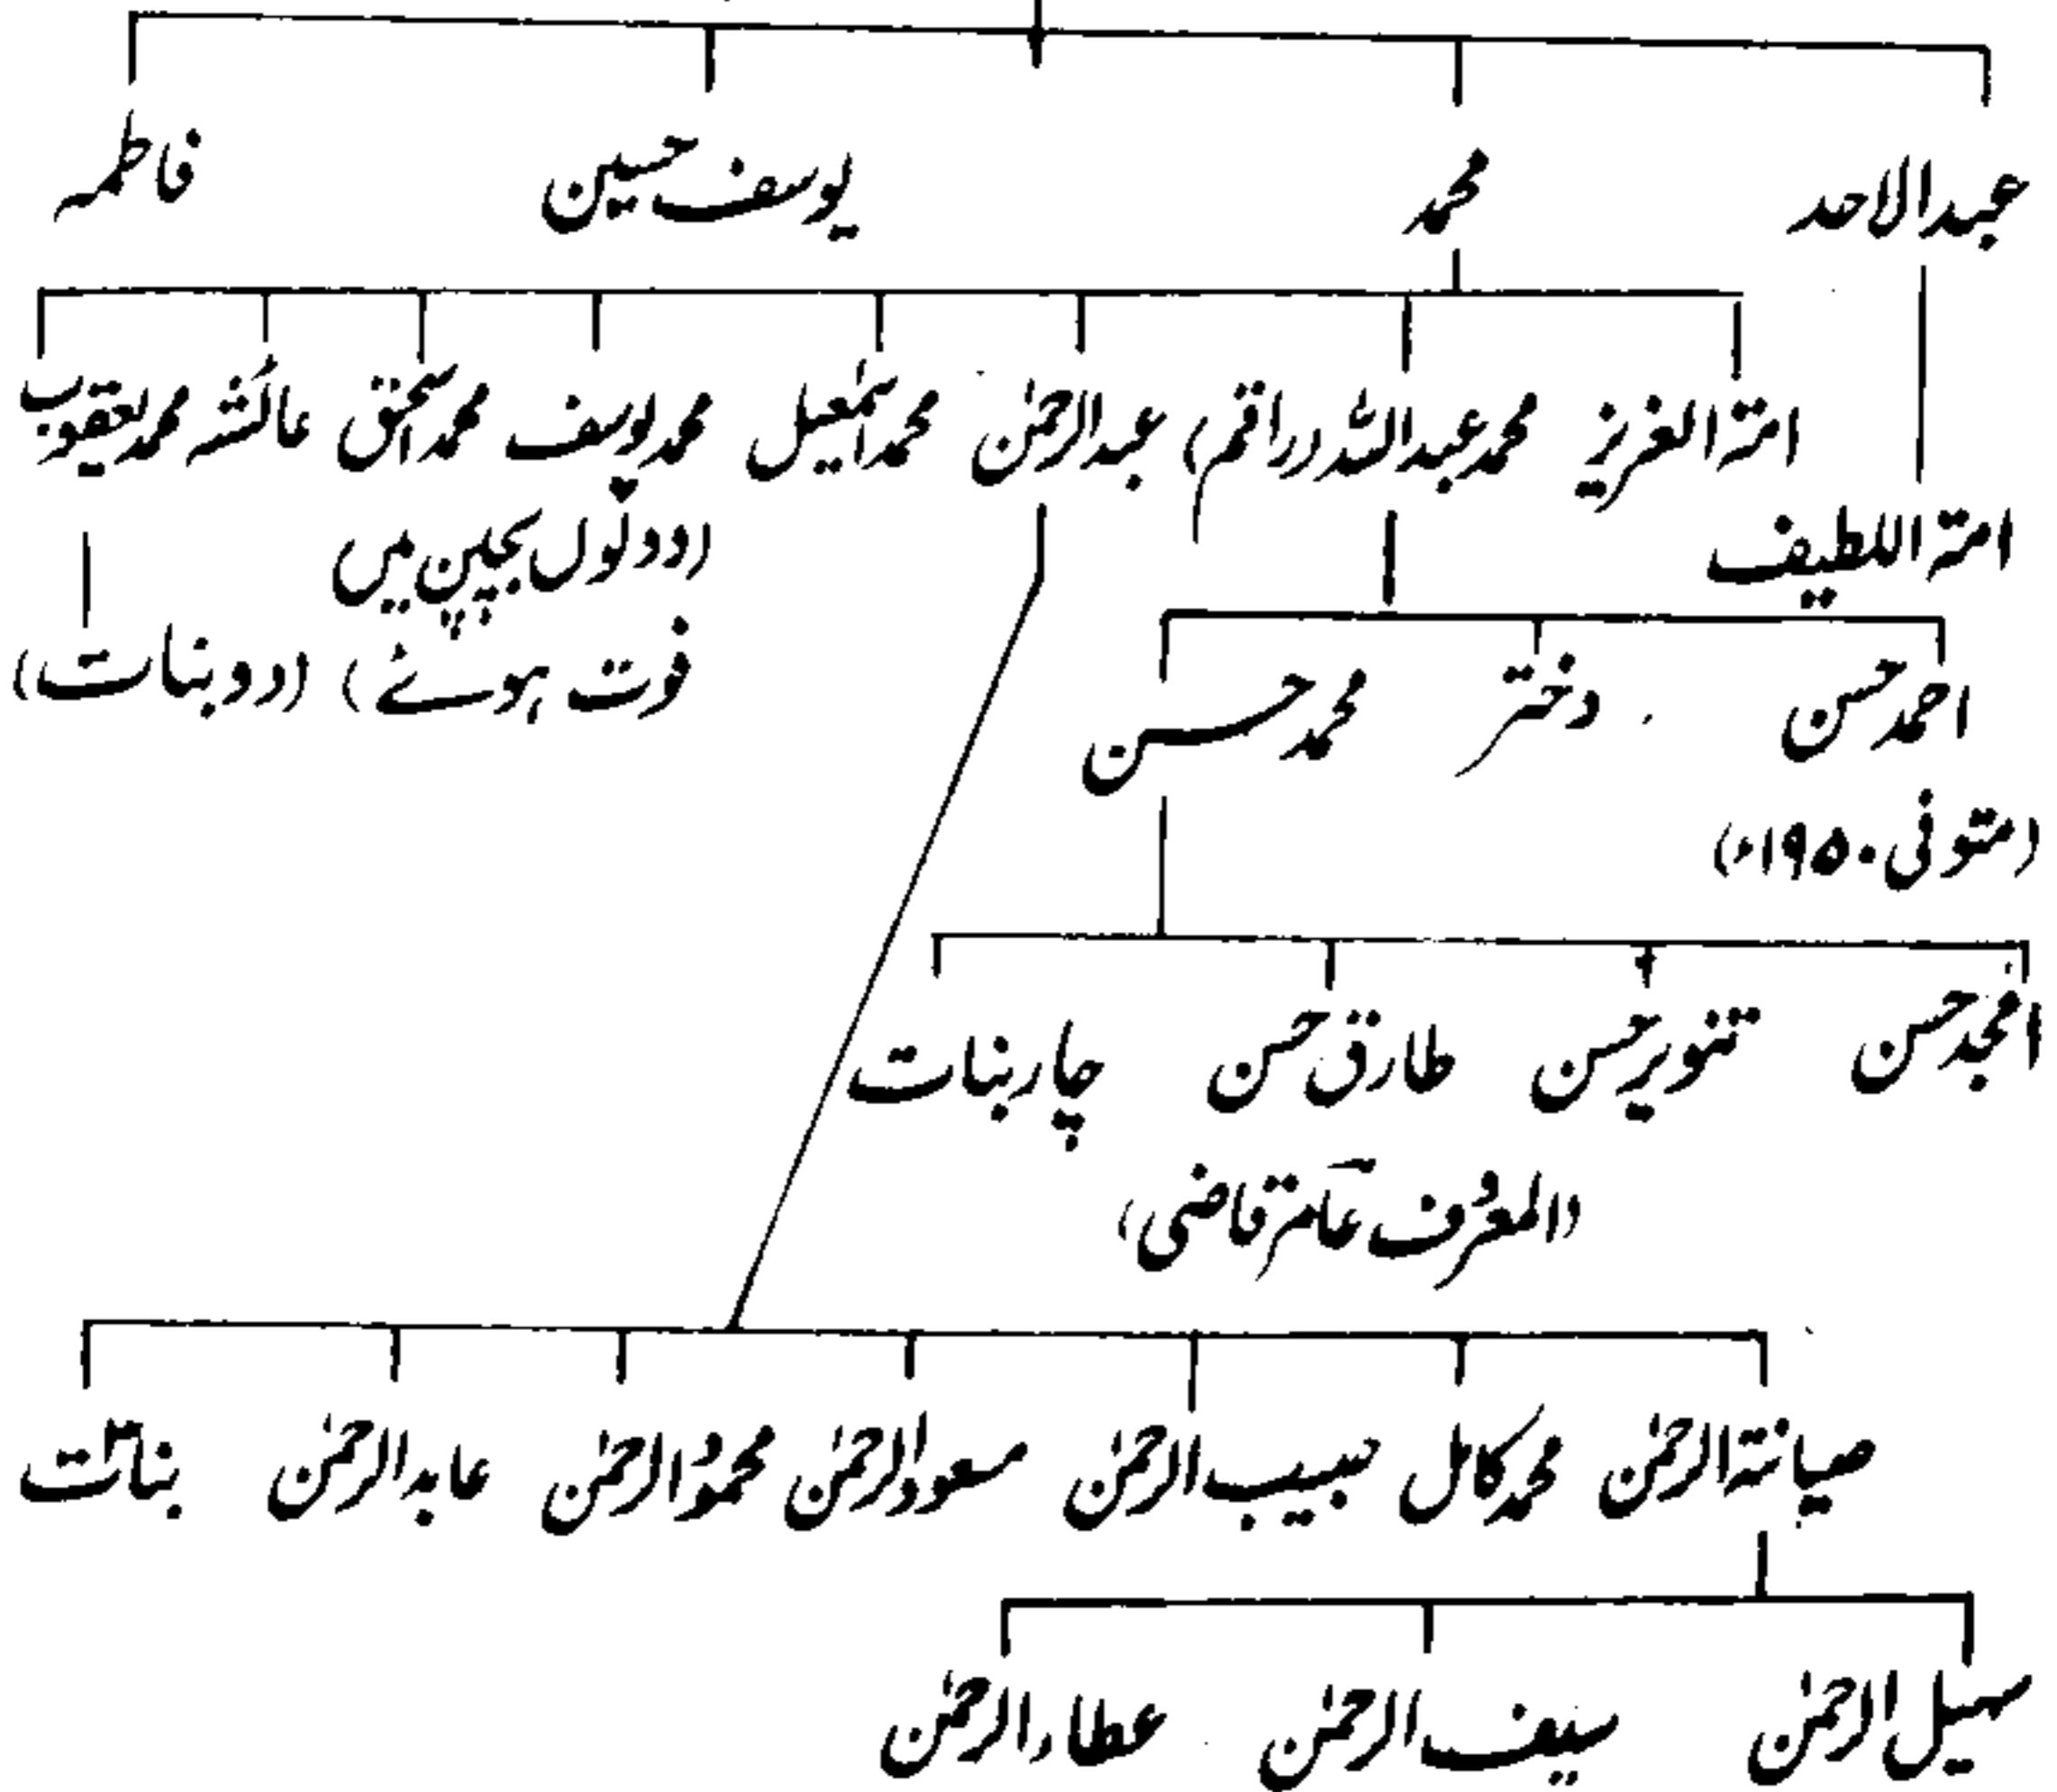 عبدالاحد محمد یوسف حسین فاطمہ
امۃ العزیز محمد عبداللہ (راقم) عبدالرحمٰن محمد اسمٰعیل محمد یوسف محمد اسحٰق عائشہ محمد یعقوب
امۃ اللطیف (دونوں بچپن میں
احمد حسن دختر محمد حسن فوت ہوئے) (دو بنات)
(متوفی ۱۹۵۰ء)
امجد حسن تنویر حسن طارق حسن چار بنات
(المعروف عامر قاضی)
صیانۃ الرحمٰن محمد کامل حبیب الرحمٰن مسعود الرحمٰن محمود الرحمٰن عابد الرحمٰن بنات
سہیل الرحمٰن سیف الرحمٰن عطاء الرحمٰن